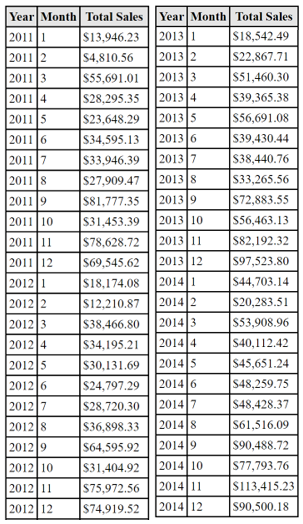 Year Month Total Sales
2011 1 $13,946.23
2011 2 $4,810.56
2011 3 $55,691.01
2011 4 $28,295.35
2011 5 $23,648.29
2011 6 $34,595.13
2011 7 $33,946.39
2011 8 $27,909.47
2011 9 $81,777.35
2011 10 $31,453.39
2011 11 $78,628.72
2011 12 $69,545.62
2012 1 $18,174.08
2012 2 $12,210.87
2012 3 $38,466.80
2012 4 $34,195.21
2012 5 $30,131.69
2012 6 $24,797.29
2012 7 $28,720.30
2012 8 $36,898.33
2012 9 $64,595.92
2012 10 $31,404.92
2012 11 $75,972.56
2012 12 $74,919.52
Year Month Total Sales
2013 1 $18,542.49
2013 2 $22,867.71
2013 3 $51,460.30
2013 4 $39,365.38
2013 5 $56,691.08
2013 6 $39,430.44
2013 7 $38,440.76
2013 8 $33,265.56
2013 9 $72,883.55
2013 10 $56,463.13
2013 11 $82,192.32
2013 12 $97,523.80
2014 1 $44,703.14
2014 2 $20,283.51
2014 3 $53,908.96
2014 4 $40,112.42
2014 5 $45,651.24
2014 6 $48,259.75
2014 7 $48,428.37
2014 8 $61,516.09
2014 9 $90,488.72
2014 10 $77,793.76
2014 11 $113,415.23
2014 12 $90,500.18